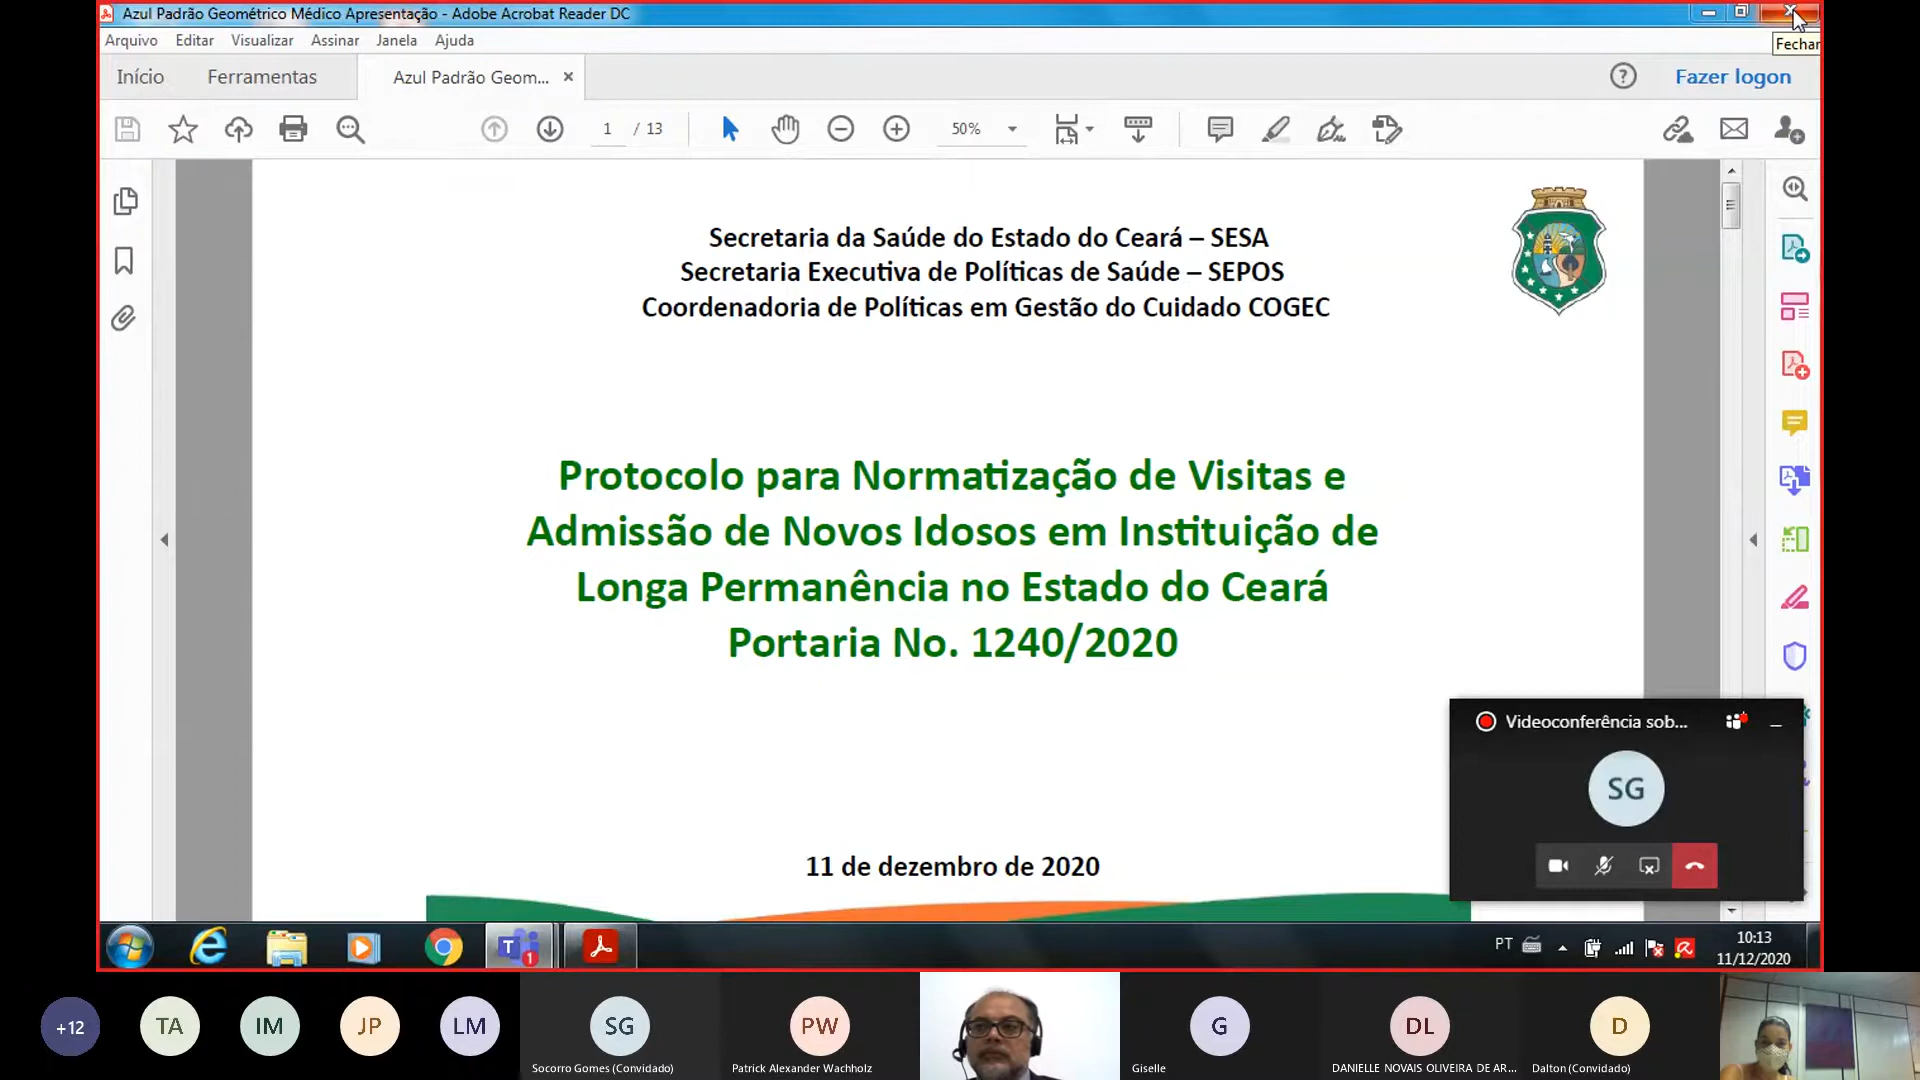 Azul Padrão Geométrico Médico Apresentação - Adobe Acrobat Reader DC
Arquivo Editar Visualizar Assinar Janela Ajuda
Fechar
Início Ferramentas Azul Padrão Geom... Fazer logon
1 / 13 50%
Secretaria da Saúde do Estado do Ceará – SESA
Secretaria Executiva de Políticas de Saúde – SEPOS
Coordenadoria de Políticas em Gestão do Cuidado COGEC
Protocolo para Normatização de Visitas e
Admissão de Novos Idosos em Instituição de
Longa Permanência no Estado do Ceará
Portaria No. 1240/2020
11 de dezembro de 2020
Videoconferência sob...
SG
PT
10:13
11/12/2020
+12 TA IM JP LM SG PW G DL D
Socorro Gomes (Convidado) Patrick Alexander Wachholz Giselle DANIELLE NOVAIS OLIVEIRA DE AR... Dalton (Convidado)